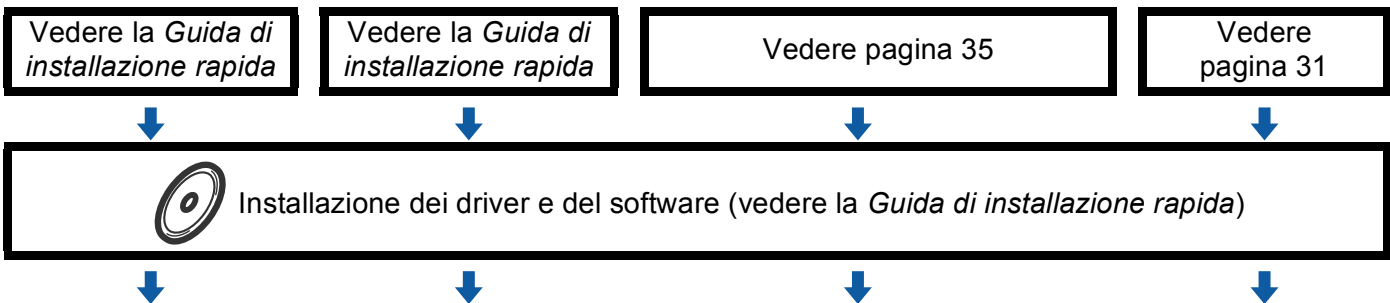 Vedere la Guida di
installazione rapida
Vedere la Guida di
installazione rapida
Vedere pagina 35
Vedere
pagina 31
Installazione dei driver e del software (vedere la Guida di installazione rapida)